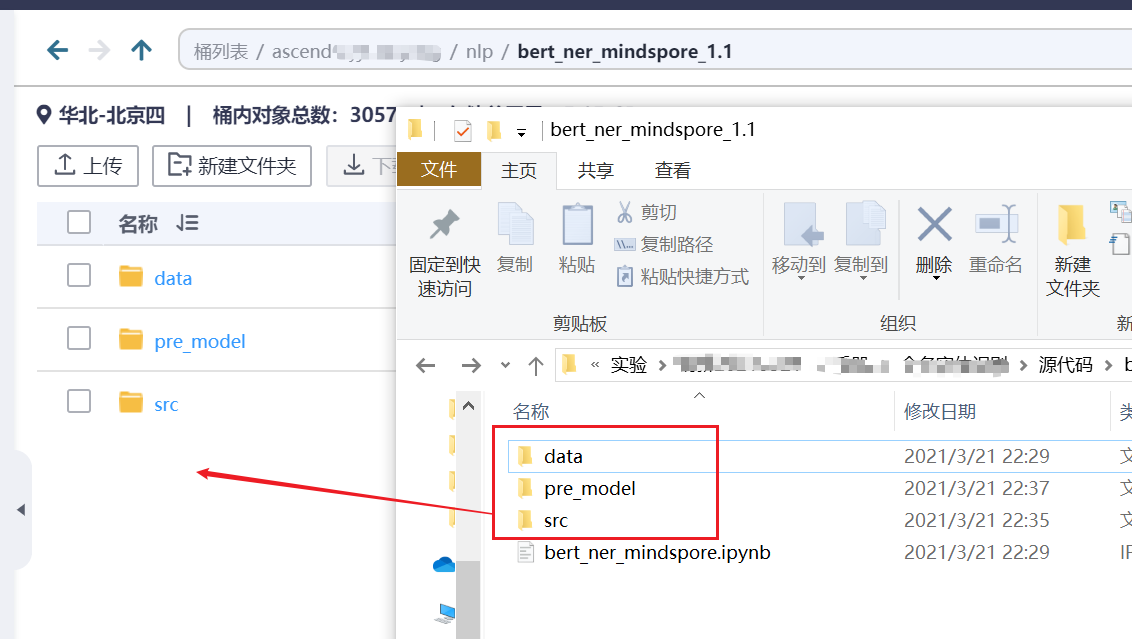 桶列表 / ascend / nlp / bert_ner_mindspore_1.1
华北-北京四 | 桶内对象总数：3057
上传 新建文件夹
名称
data
pre_model
src
bert_ner_mindspore_1.1
文件 主页 共享 查看
固定到快速访问
复制
粘贴
剪切
复制路径
粘贴快捷方式
剪贴板
移动到 复制到
删除 重命名
组织
新建
文件夹
« 实验 › › 源代码 ›
名称 修改日期
data 2021/3/21 22:29
pre_model 2021/3/21 22:37
src 2021/3/21 22:35
bert_ner_mindspore.ipynb 2021/3/21 22:29